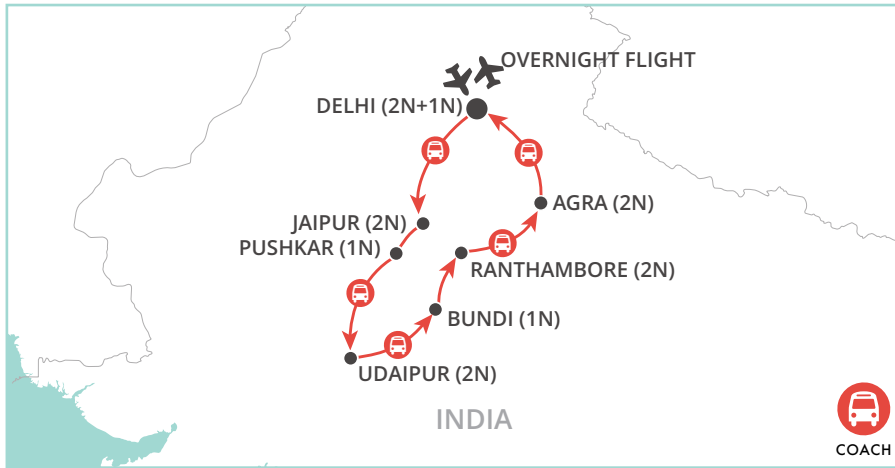 OVERNIGHT FLIGHT
DELHI (2N+1N)
AGRA (2N)
JAIPUR (2N)
PUSHKAR (1N)
RANTHAMBORE (2N)
BUNDI (1N)
UDAIPUR (2N)
INDIA
COACH